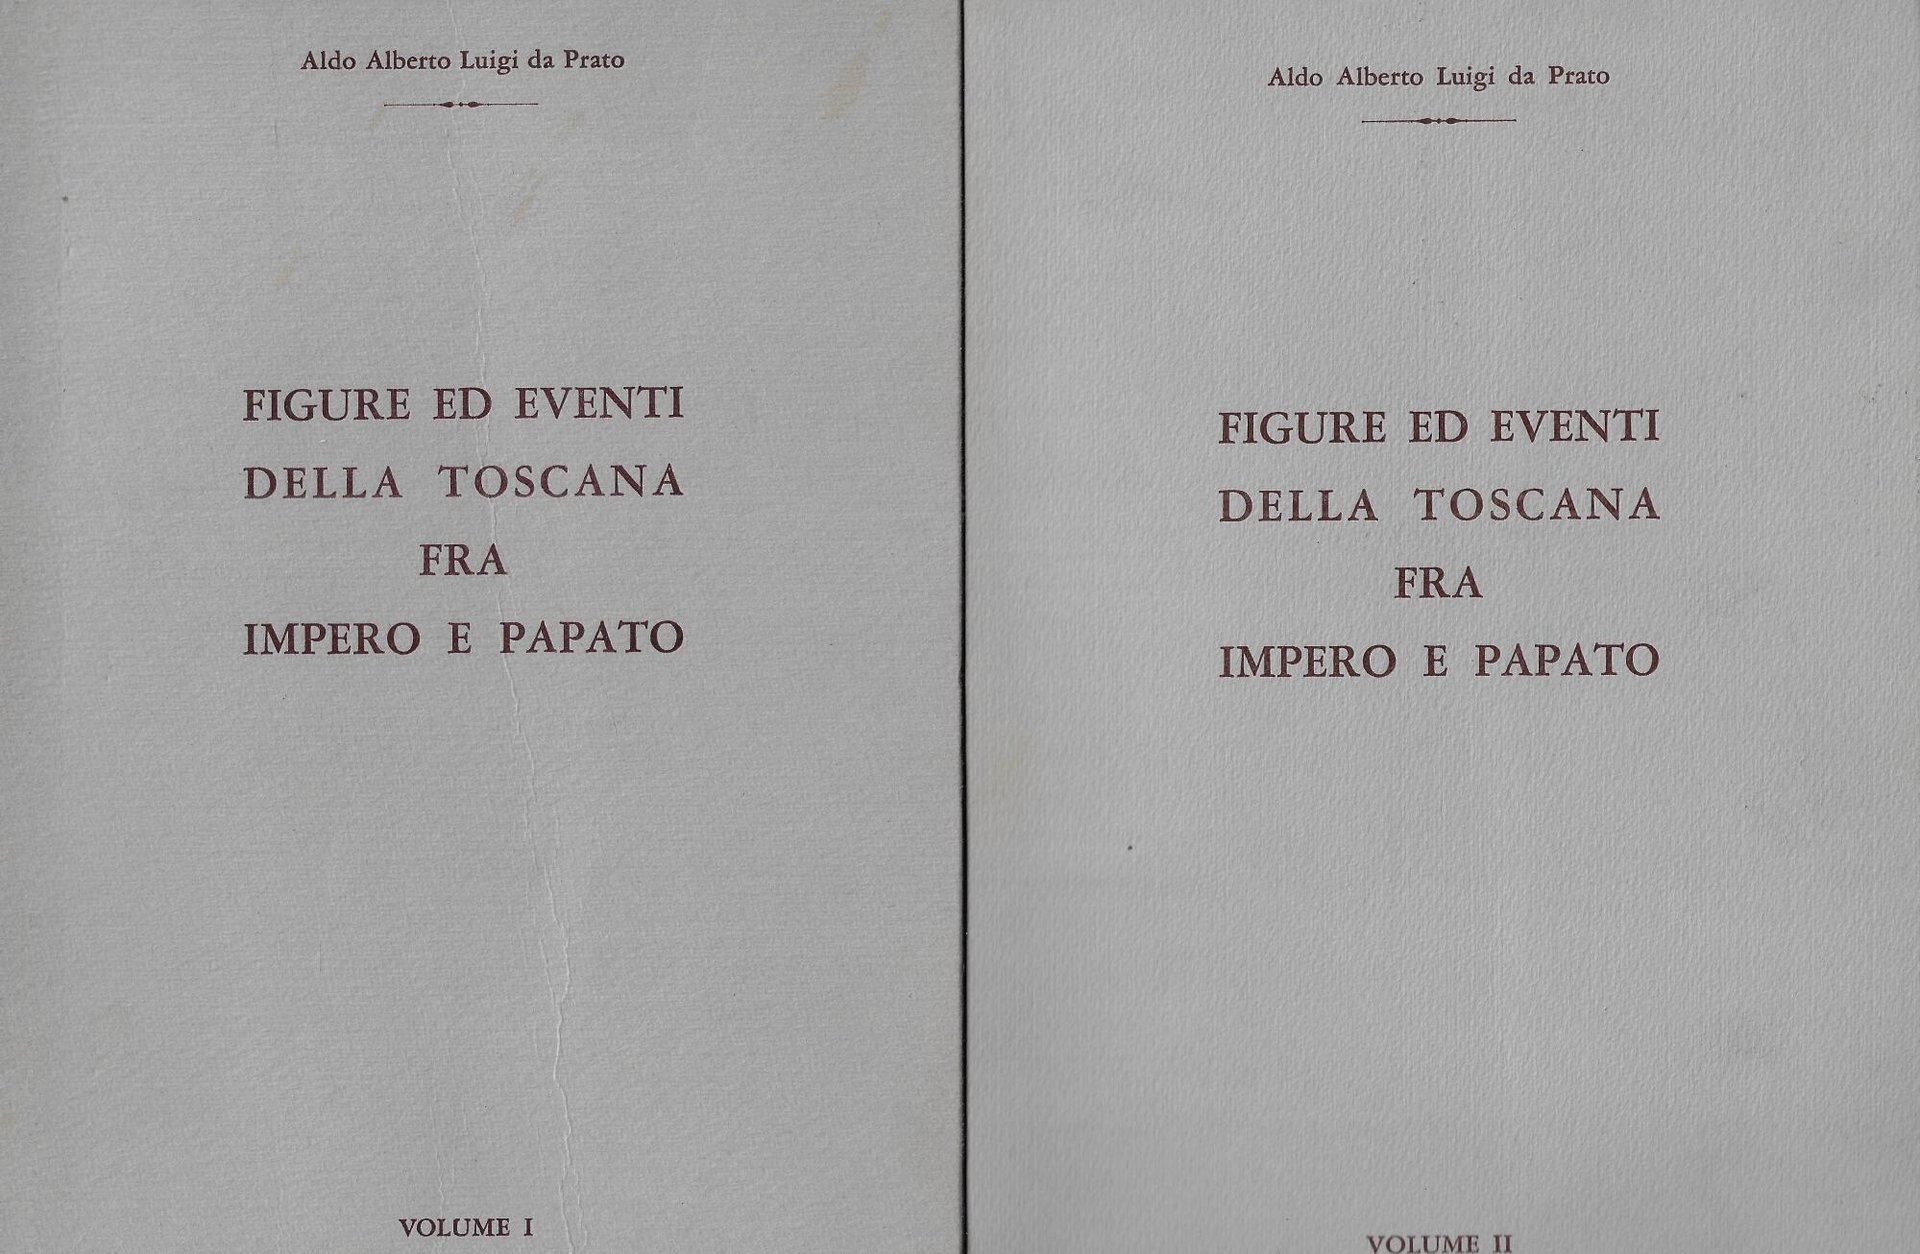 Aldo Alberto Luigi da Prato
FIGURE ED EVENTI
DELLA TOSCANA
FRA
IMPERO E PAPATO
VOLUME I
Aldo Alberto Luigi da Prato
FIGURE ED EVENTI
DELLA TOSCANA
FRA
IMPERO E PAPATO
VOLUME II